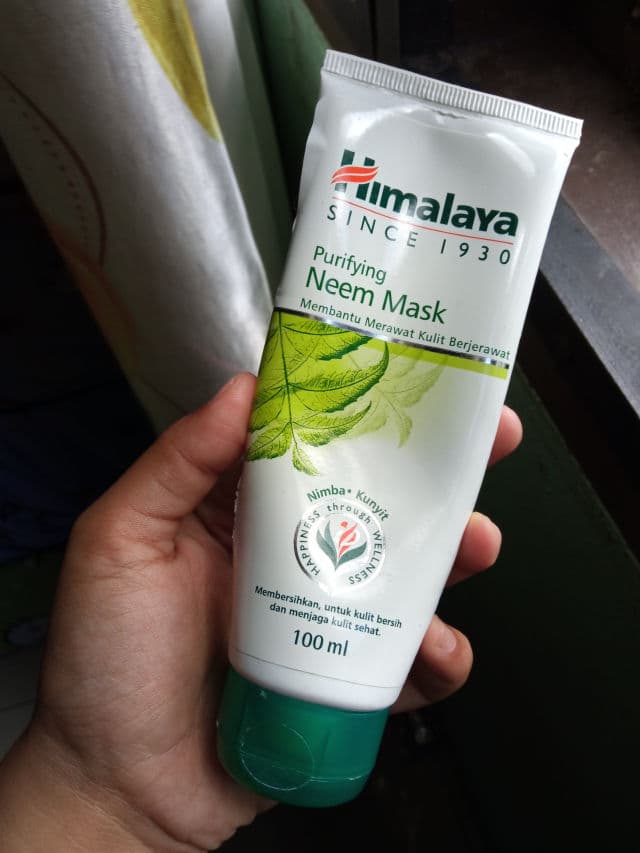 Himalaya
SINCE 1930
Purifying
Neem Mask
Membantu Merawat Kulit Berjerawat
Nimba • Kunyit
HAPPINESS through WELLNESS
Membersihkan, untuk kulit bersih
dan menjaga kulit sehat.
100 ml